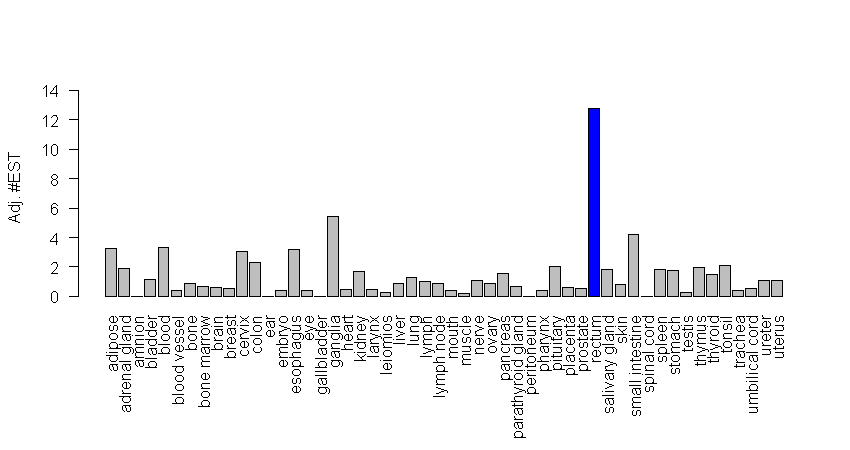 Adj. #EST
14
12
10
8
6
4
2
0
adipose
adrenal gland
amnion
bladder
blood
blood vessel
bone
bone marrow
brain
breast
cervix
colon
ear
embryo
esophagus
eye
gallbladder
ganglia
heart
kidney
larynx
leiomios
liver
lung
lymph
lymph node
mouth
muscle
nerve
ovary
pancreas
parathyroid gland
peritoneum
pharynx
pituitary
placenta
prostate
rectum
salivary gland
skin
small intestine
spinal cord
spleen
stomach
testis
thymus
thyroid
tonsil
trachea
umbilical cord
ureter
uterus